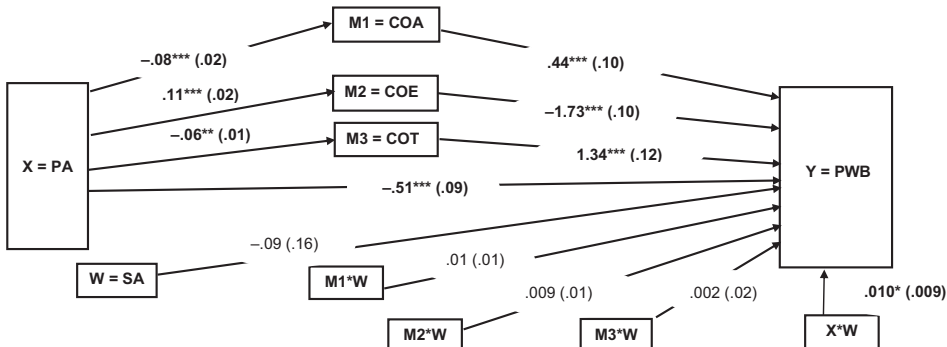 M1 = COA
–.08*** (.02)
.44*** (.10)
.11*** (.02)
M2 = COE
–1.73*** (.10)
–.06** (.01)
M3 = COT
1.34*** (.12)
X = PA
Y = PWB
–.51*** (.09)
–.09 (.16)
W = SA
.01 (.01)
M1*W
.009 (.01)
.002 (.02)
.010* (.009)
M2*W
M3*W
X*W